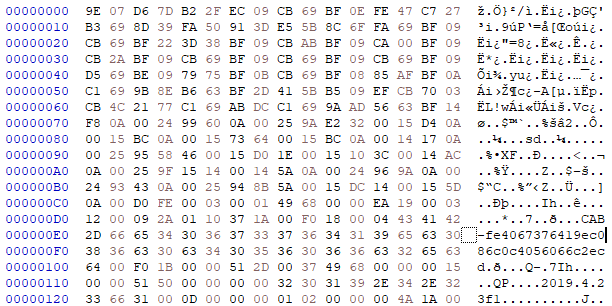 00000000 9E 07 D6 7D B2 2F EC 09 CB 69 BF 0E FE 47 C7 27 ž.Ö}²/ì.Ëi¿.þGÇ'
00000010 B3 69 8D 39 FA 50 91 3D E5 5B 8C 6F FA 69 BF 09 ³i.9úP‘=å[Œoúi¿.
00000020 CB 69 BF 22 3D 38 BF 09 CB AB BF 09 CA 00 BF 09 Ëi¿"=8¿.Ë«¿.Ê.¿.
00000030 CB 2A BF 09 CB 69 BF 09 CB 69 BF 09 CB 69 BF 09 Ë*¿.Ëi¿.Ëi¿.Ëi¿.
00000040 D5 69 BE 09 79 75 BF 0B CB 69 BF 08 85 AF BF 0A Õi¾.yu¿.Ëi¿.…¯¿.
00000050 C1 69 9B 8E B6 63 BF 2D 41 5B B5 09 EF CB 70 03 Ái›Ž¶c¿-A[µ.ïËp.
00000060 CB 4C 21 77 C1 69 AB DC C1 69 9A AD 56 63 BF 14 ËL!wÁi«ÜÁiš.Vc¿.
00000070 F8 0A 00 24 99 60 0A 00 25 9A E2 32 00 15 D4 0A ø..$™`..%šâ2..Ô.
00000080 00 15 BC 0A 00 15 73 64 00 15 BC 0A 00 14 17 0A ..¼...sd..¼.....
00000090 00 25 95 58 46 00 15 D0 1E 00 15 10 3C 00 14 AC .%•XF..Ð....<..¬
000000A0 0A 00 25 9F 15 14 00 14 5A 0A 00 24 96 9A 0A 00 ..%Ÿ....Z..$–š..
000000B0 24 93 43 0A 00 25 94 8B 5A 00 15 DC 14 00 15 5D $“C..%”‹Z..Ü...]
000000C0 0A 00 D0 FE 00 03 00 01 49 68 00 00 EA 19 00 03 ..Ðþ....Ih..ê...
000000D0 12 00 09 2A 01 10 37 1A 00 F0 18 00 04 43 41 42 ...*..7..ð...CAB
000000E0 2D 66 65 34 30 36 37 33 37 36 34 31 39 65 63 30 -fe4067376419ec0
000000F0 38 36 63 30 63 34 30 35 36 30 36 36 63 32 65 63 86c0c4056066c2ec
00000100 64 00 F0 1B 00 00 51 2D 00 37 49 68 00 00 00 15 d.ð...Q-.7Ih....
00000110 00 00 51 50 00 00 00 00 32 30 31 39 2E 34 2E 32 ..QP....2019.4.2
00000120 33 66 31 00 0D 00 00 00 01 02 00 00 00 4A 1A 00 3f1..........J..